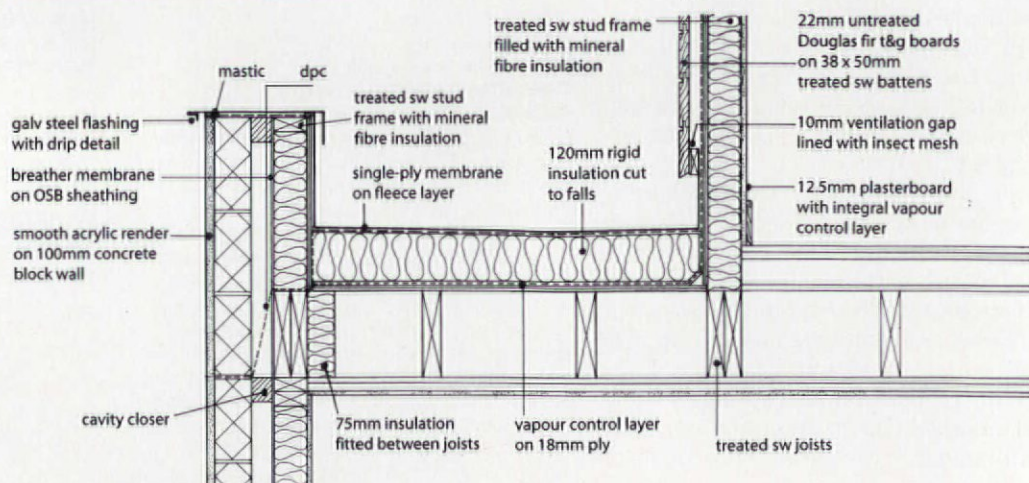 treated sw stud frame
filled with mineral
fibre insulation
22mm untreated
Douglas fir t&g boards
on 38 x 50mm
treated sw battens
mastic
dpc
treated sw stud
frame with mineral
fibre insulation
galv steel flashing
with drip detail
10mm ventilation gap
lined with insect mesh
breather membrane
on OSB sheathing
single-ply membrane
on fleece layer
120mm rigid
insulation cut
to falls
12.5mm plasterboard
with integral vapour
control layer
smooth acrylic render
on 100mm concrete
block wall
cavity closer
75mm insulation
fitted between joists
vapour control layer
on 18mm ply
treated sw joists